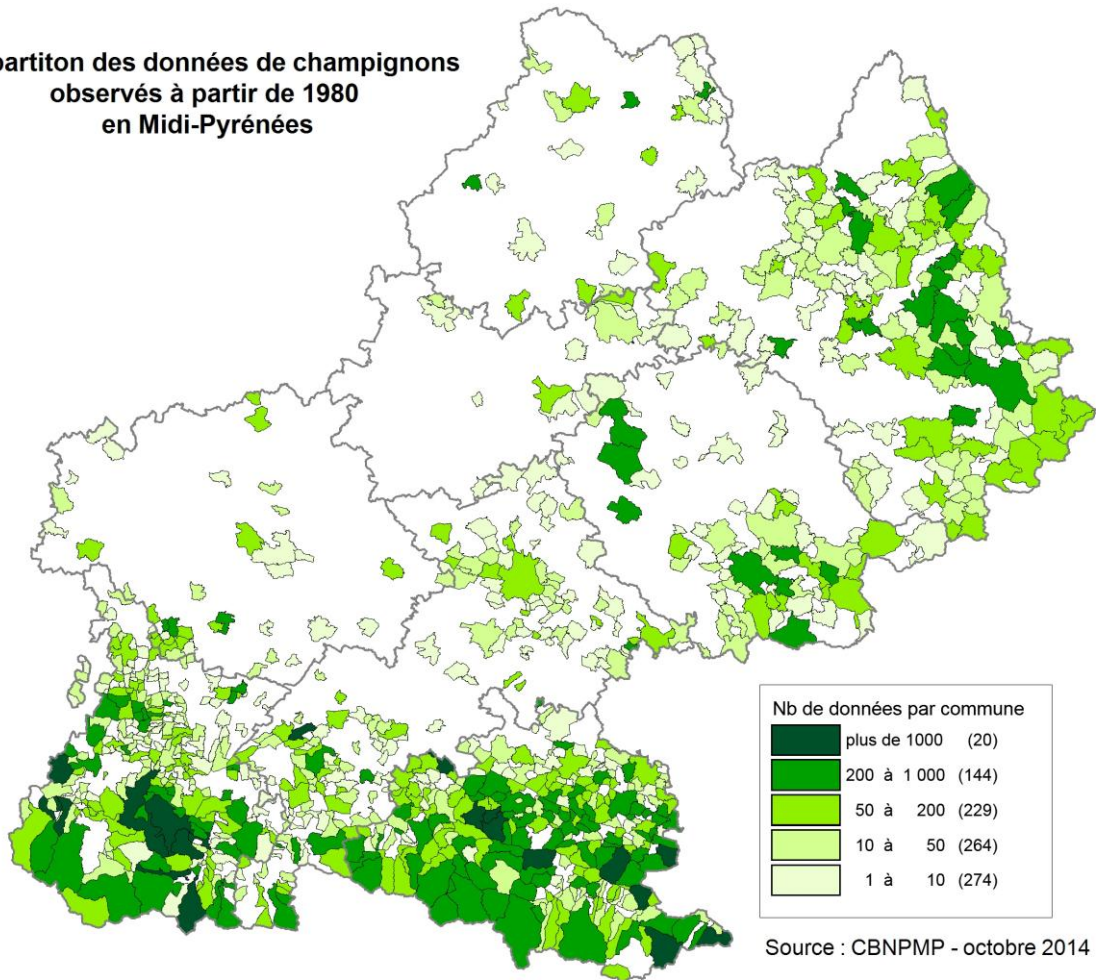 partiton des données de champignons
observés à partir de 1980
en Midi-Pyrénées
Nb de données par commune
plus de 1000 (20)
200 à 1 000 (144)
50 à 200 (229)
10 à 50 (264)
1 à 10 (274)
Source : CBNPMP - octobre 2014